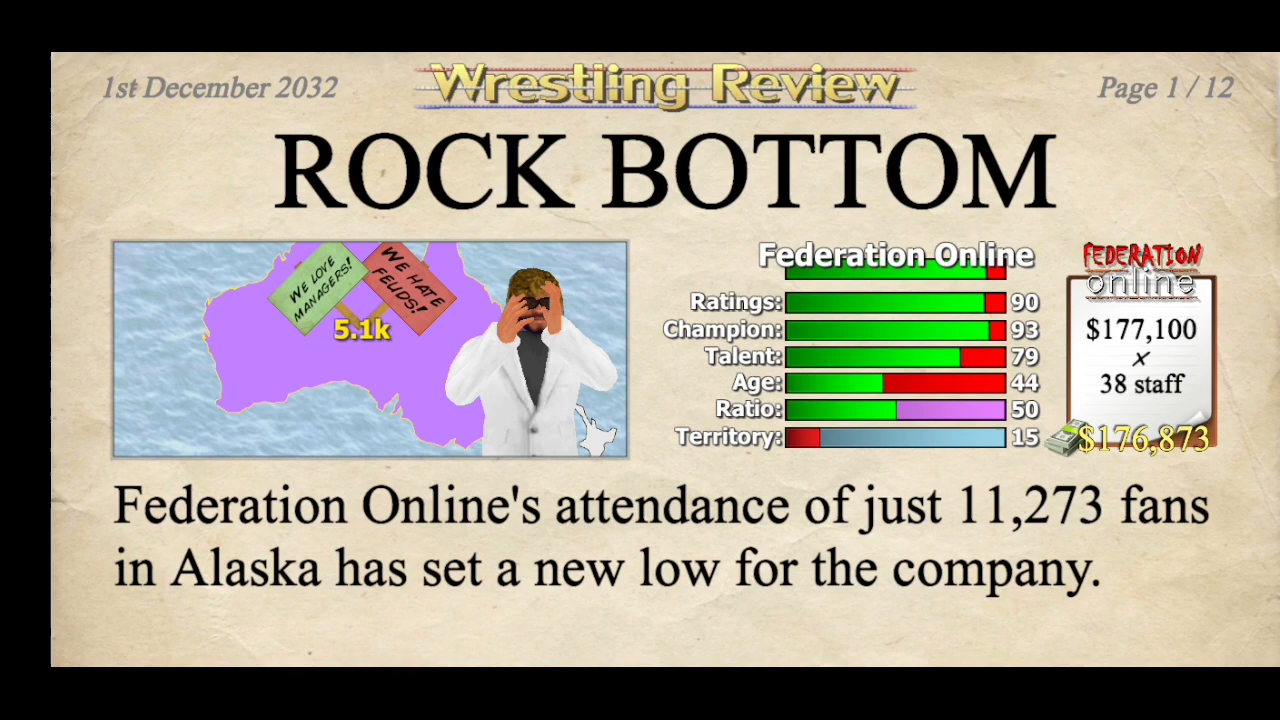 1st December 2032
Wrestling Review
Page 1 / 12
ROCK BOTTOM
WE LOVE
MANAGERS!
WE HATE
FEUDS!
5.1k
Federation Online
Ratings: 90
Champion: 93
Talent: 79
Age: 44
Ratio: 50
Territory: 15
FEDERATION
online
$177,100
×
38 staff
$176,873
Federation Online's attendance of just 11,273 fans
in Alaska has set a new low for the company.